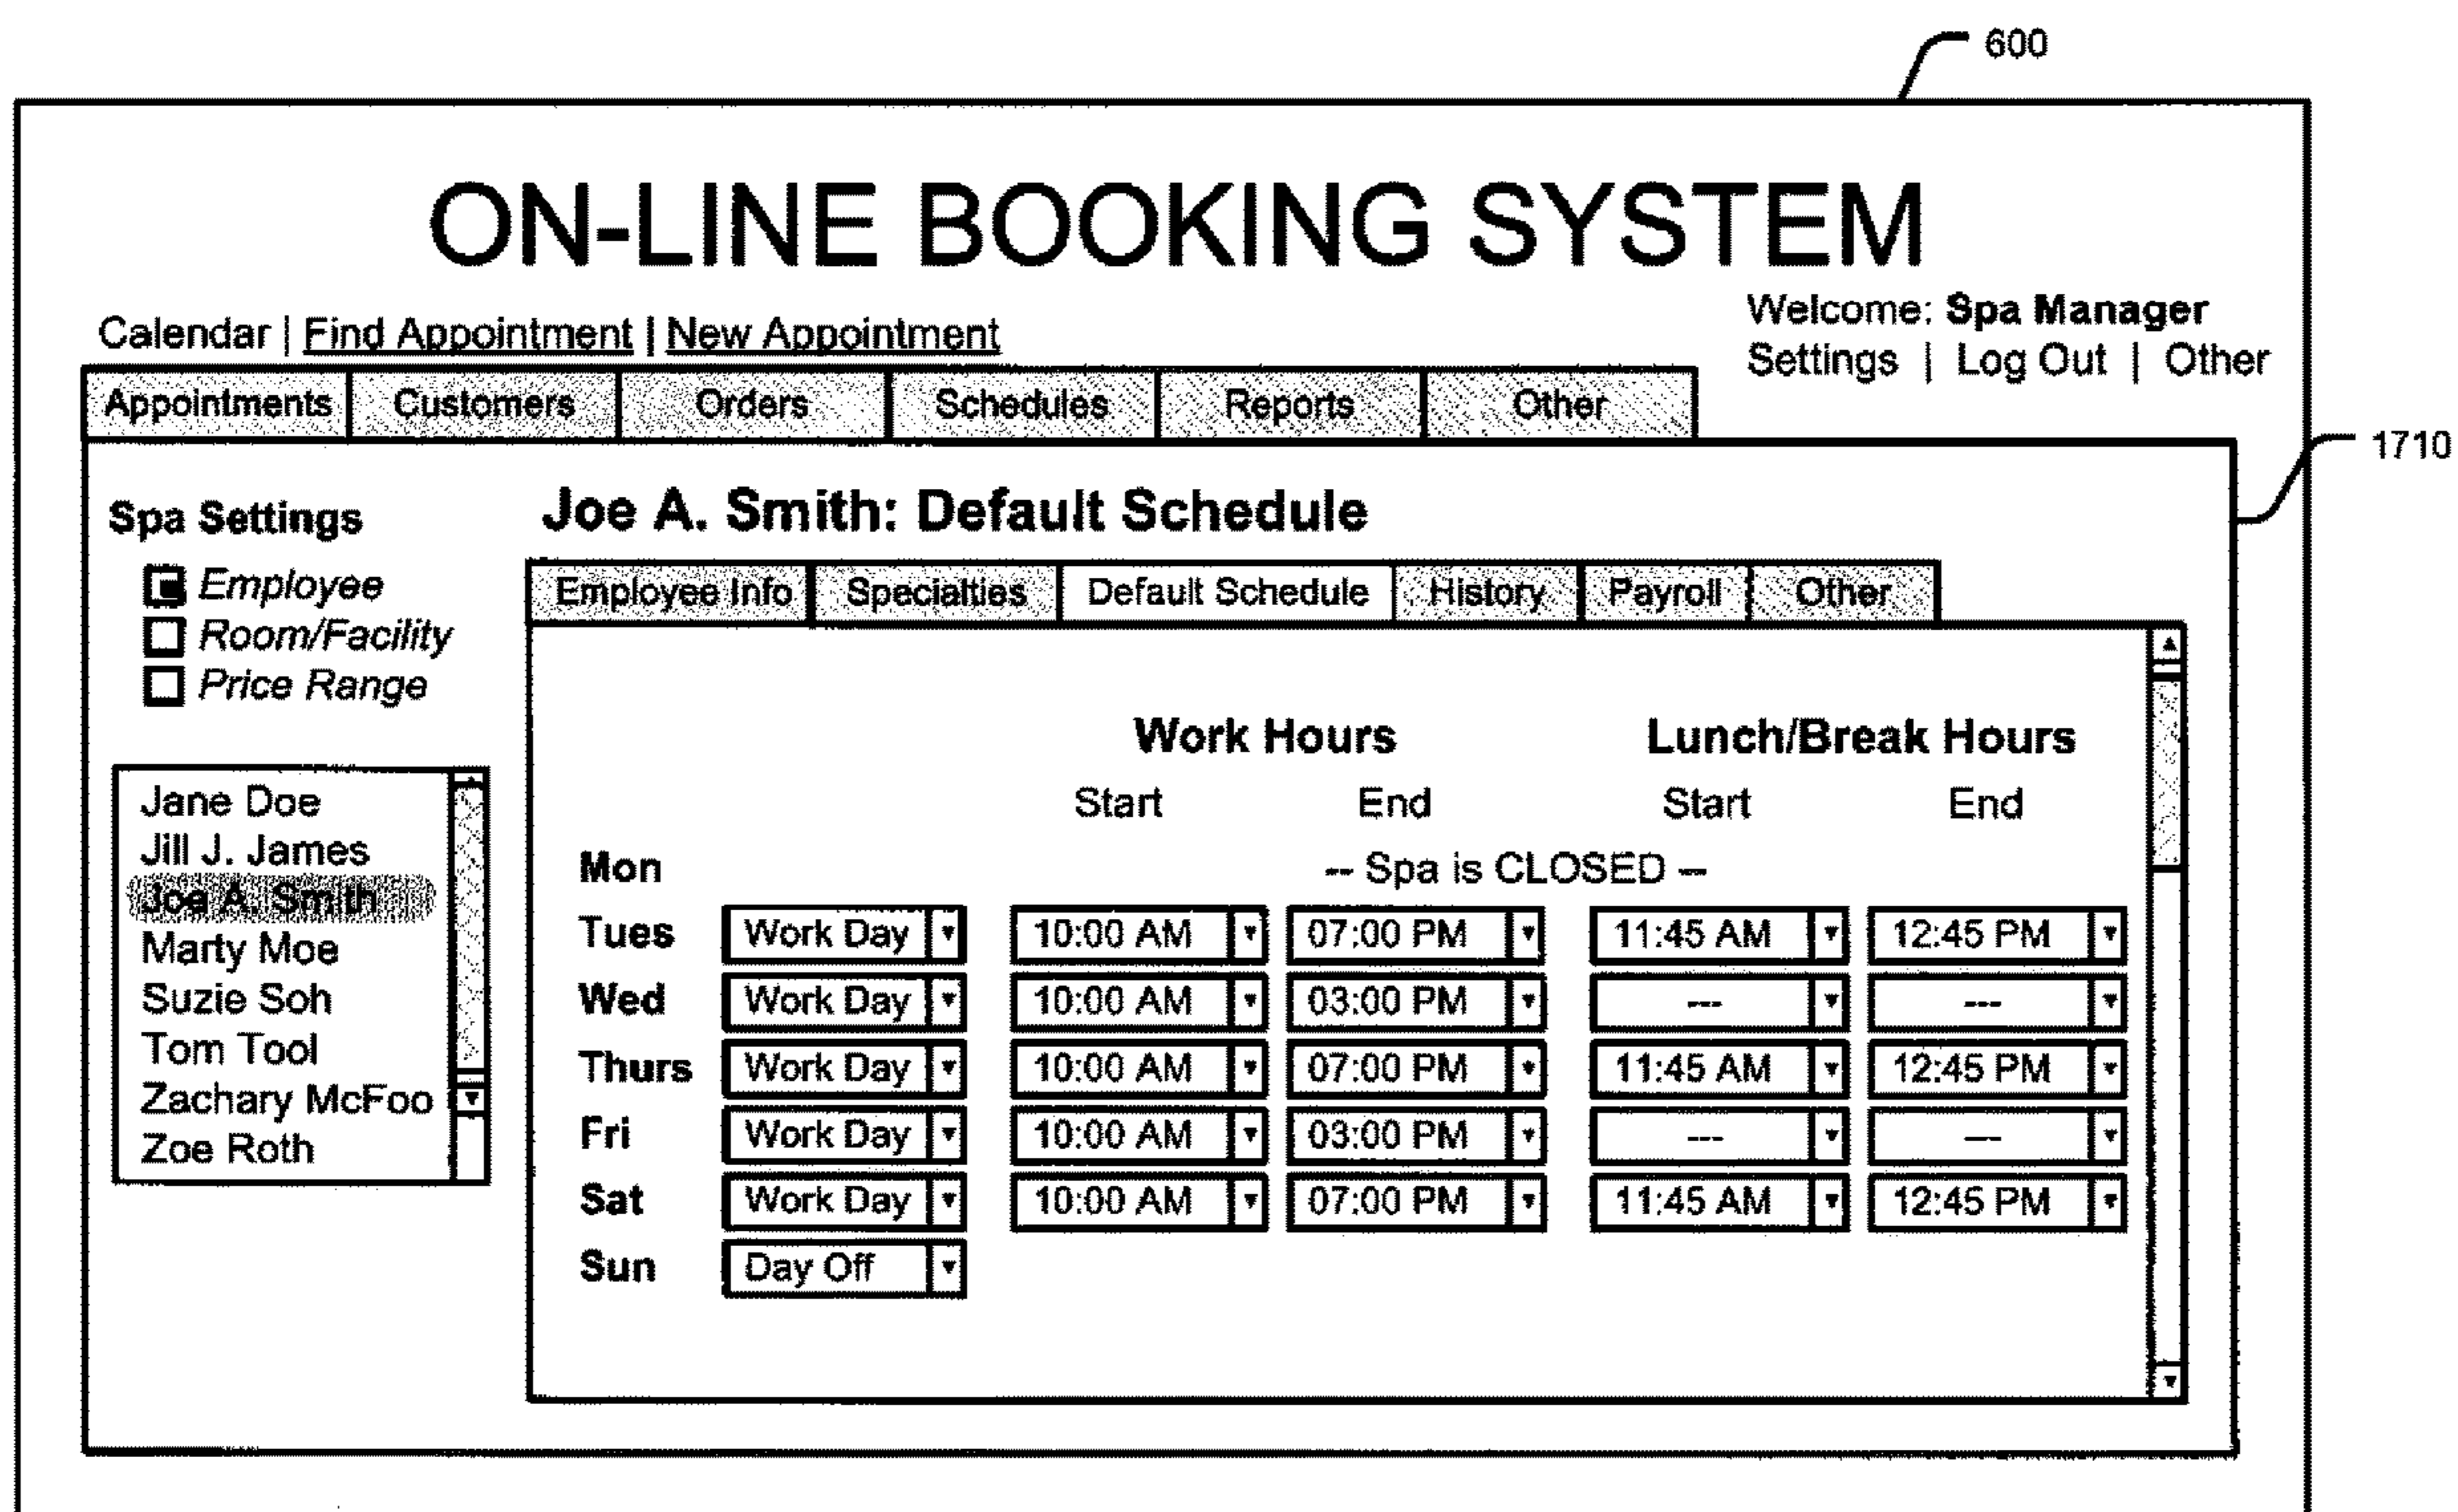 600
ON-LINE BOOKING SYSTEM
Welcome: Spa Manager
Calendar | Find Appointment | New Appointment
Settings | Log Out | Other
Appointments Customers Orders Schedules Reports Other
1710
Spa Settings
Employee
Room/Facility
Price Range
Jane Doe
Jill J. James
Joe A. Smith
Marty Moe
Suzie Soh
Tom Tool
Zachary McFoo
Zoe Roth
Joe A. Smith: Default Schedule
Employee Info Specialties Default Schedule History Payroll Other
Work Hours Lunch/Break Hours
Start End Start End
Mon -- Spa is CLOSED --
Tues Work Day 10:00 AM 07:00 PM 11:45 AM 12:45 PM
Wed Work Day 10:00 AM 03:00 PM --- ---
Thurs Work Day 10:00 AM 07:00 PM 11:45 AM 12:45 PM
Fri Work Day 10:00 AM 03:00 PM --- ---
Sat Work Day 10:00 AM 07:00 PM 11:45 AM 12:45 PM
Sun Day Off